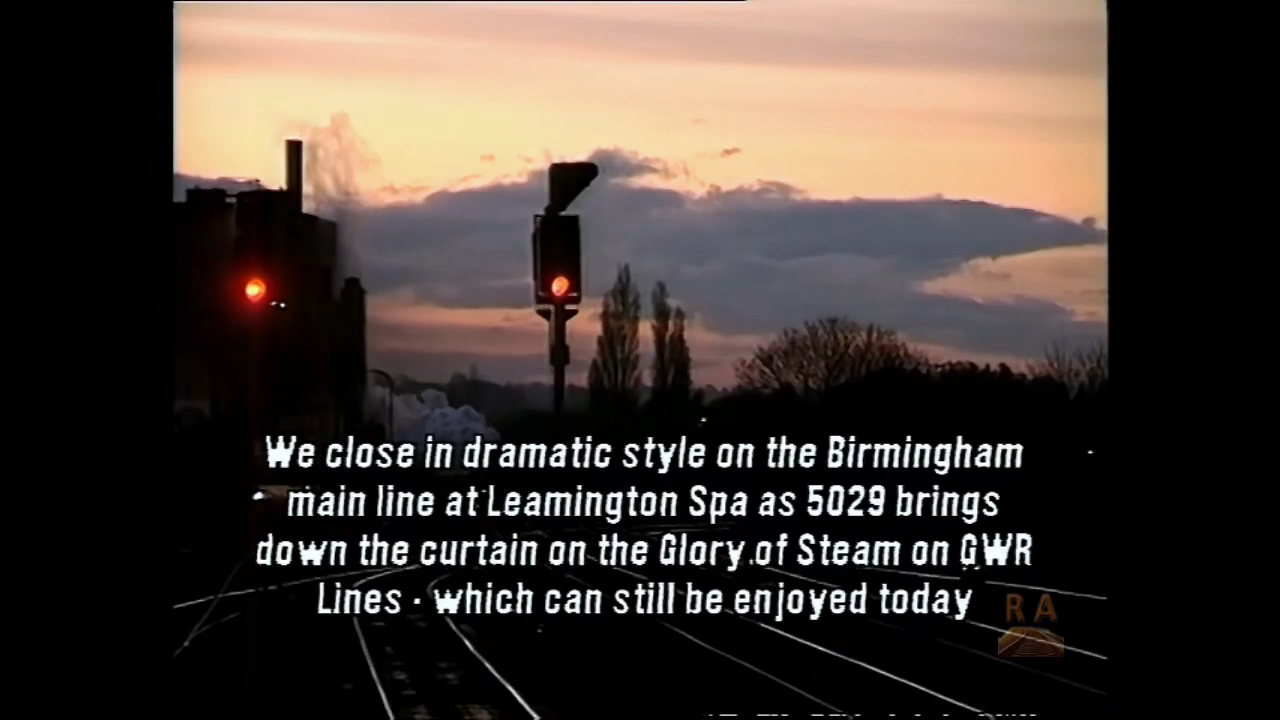 We close in dramatic style on the Birmingham
main line at Leamington Spa as 5029 brings
down the curtain on the Glory of Steam on GWR
Lines - which can still be enjoyed today
RA